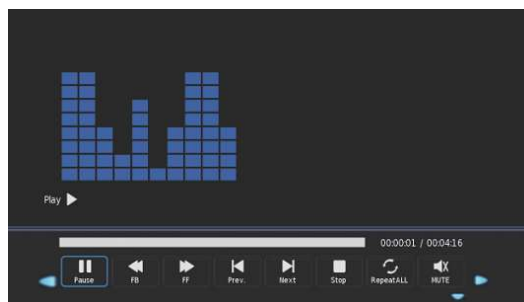 Play
00:00:01 / 00:04:16
Pause FB FF Prev. Next Stop RepeatALL MUTE